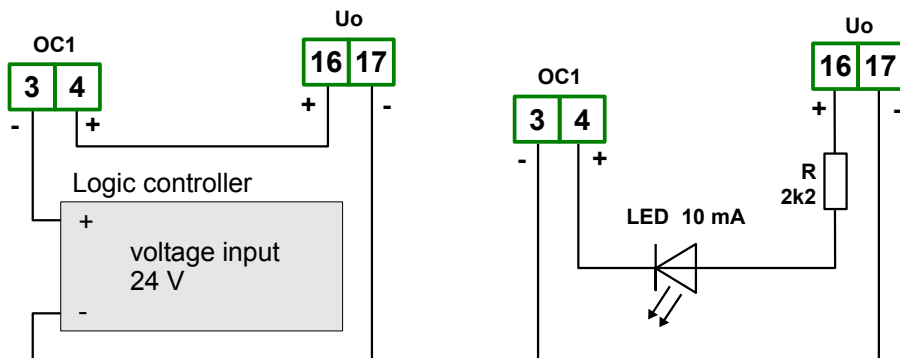 OC1
3 4
- +
Uo
16 17
+ -
Logic controller
+
voltage input
24 V
-
OC1
3 4
- +
Uo
16 17
+ -
R
2k2
LED 10 mA